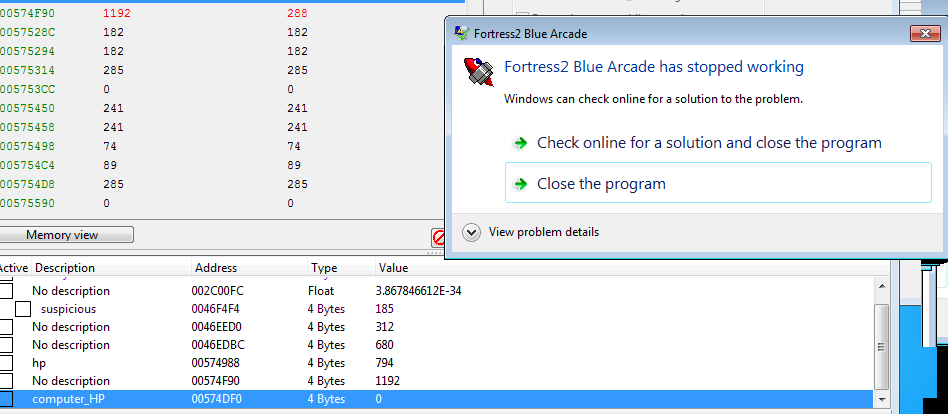 00574F90 1192 288
0057528C 182 182
00575294 182 182
00575314 285 285
005753CC 0 0
00575450 241 241
00575458 241 241
00575498 74 74
005754C4 89 89
005754D8 285 285
00575590 0 0
Memory view
Fortress2 Blue Arcade
Fortress2 Blue Arcade has stopped working
Windows can check online for a solution to the problem.
Check online for a solution and close the program
Close the program
View problem details
Active Description Address Type Value
No description 002C00FC Float 3.867846612E-34
suspicious 0046F4F4 4 Bytes 185
No description 0046EED0 4 Bytes 312
No description 0046EDBC 4 Bytes 680
hp 00574988 4 Bytes 794
No description 00574F90 4 Bytes 1192
computer_HP 00574DF0 4 Bytes 0